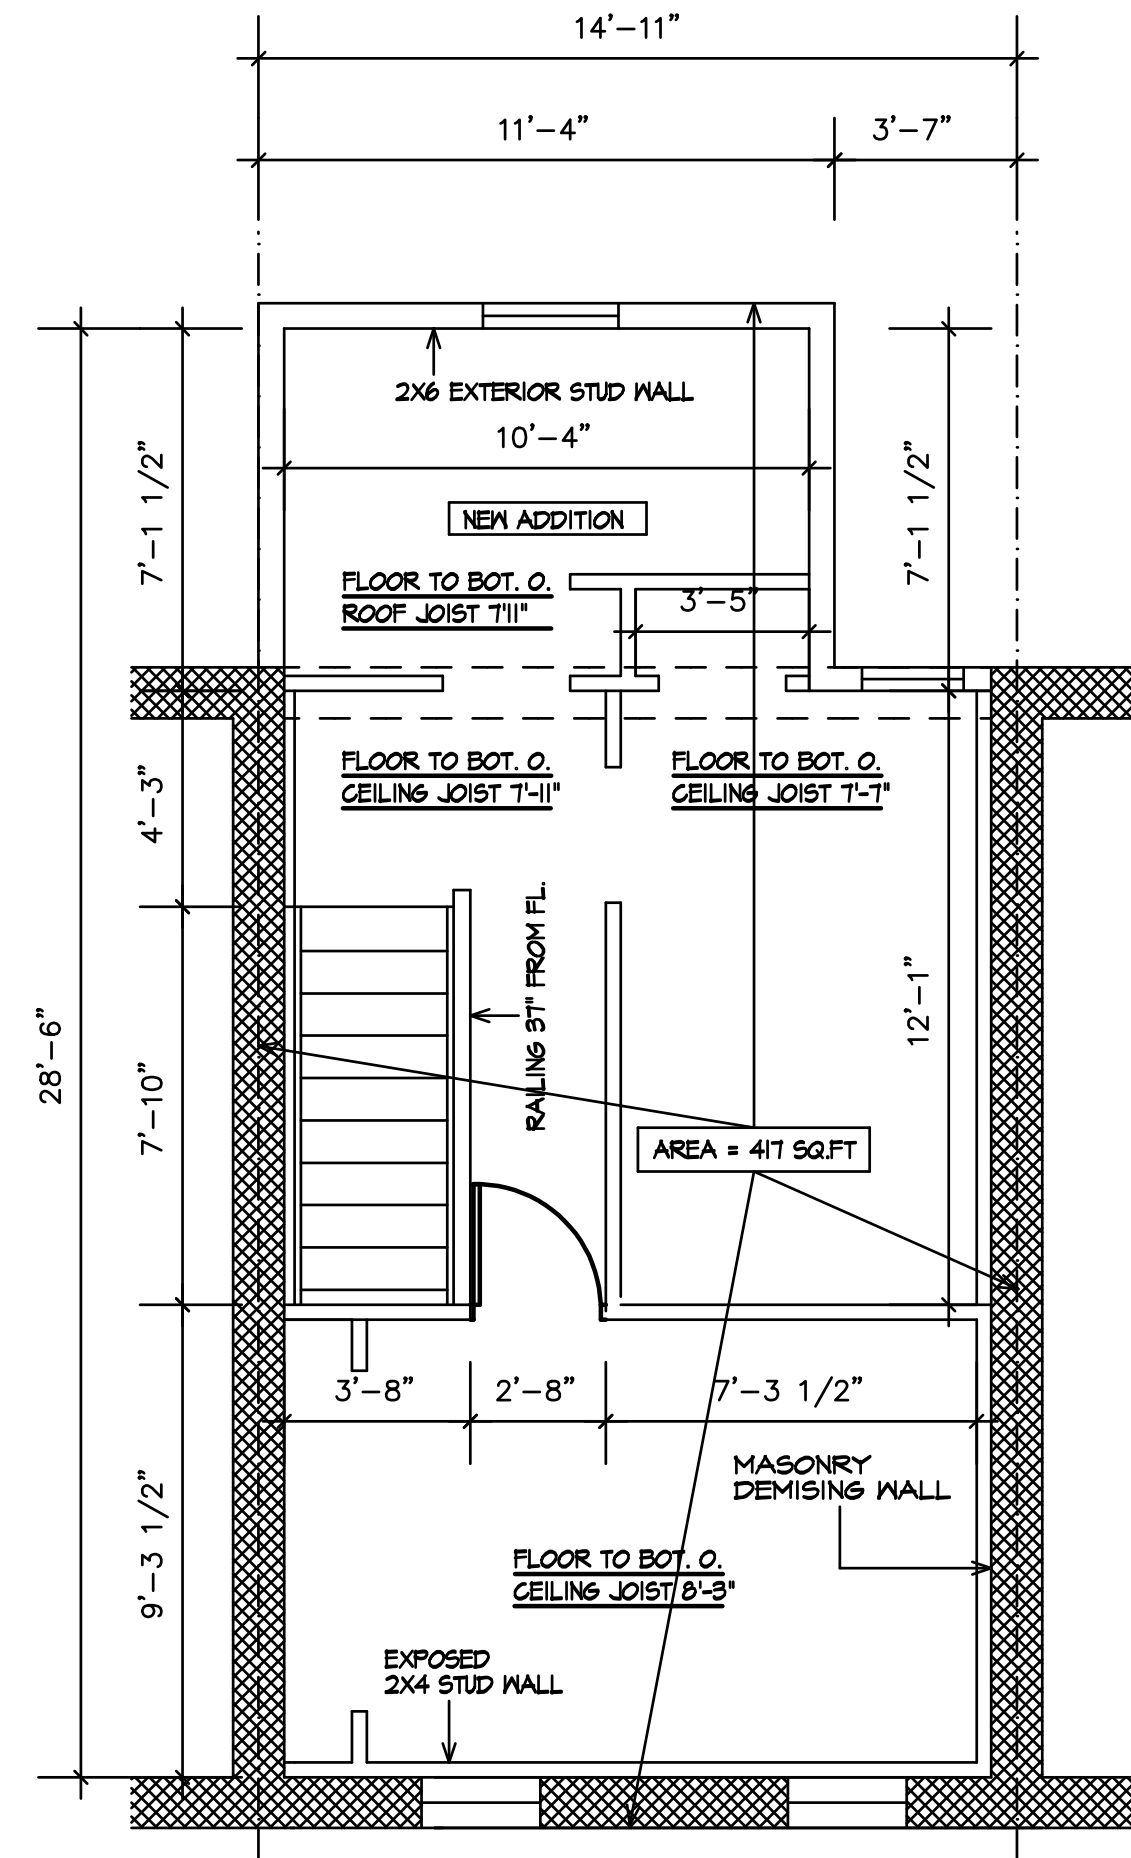 14'-11"
11'-4"
3'-7"
2X6 EXTERIOR STUD WALL
10'-4"
7'-1 1/2"
7'-1 1/2"
NEW ADDITION
FLOOR TO BOT. O.
ROOF JOIST 7'11"
3'-5"
FLOOR TO BOT. O.
CEILING JOIST 7'-11"
FLOOR TO BOT. O.
CEILING JOIST 7'-7"
4'-3"
RAILING 37" FROM FL.
12'-1"
28'-6"
7'-10"
AREA = 417 SQ.FT
3'-8"
2'-8"
7'-3 1/2"
MASONRY
DEMISING WALL
9'-3 1/2"
FLOOR TO BOT. O.
CEILING JOIST 8'-3"
EXPOSED
2X4 STUD WALL